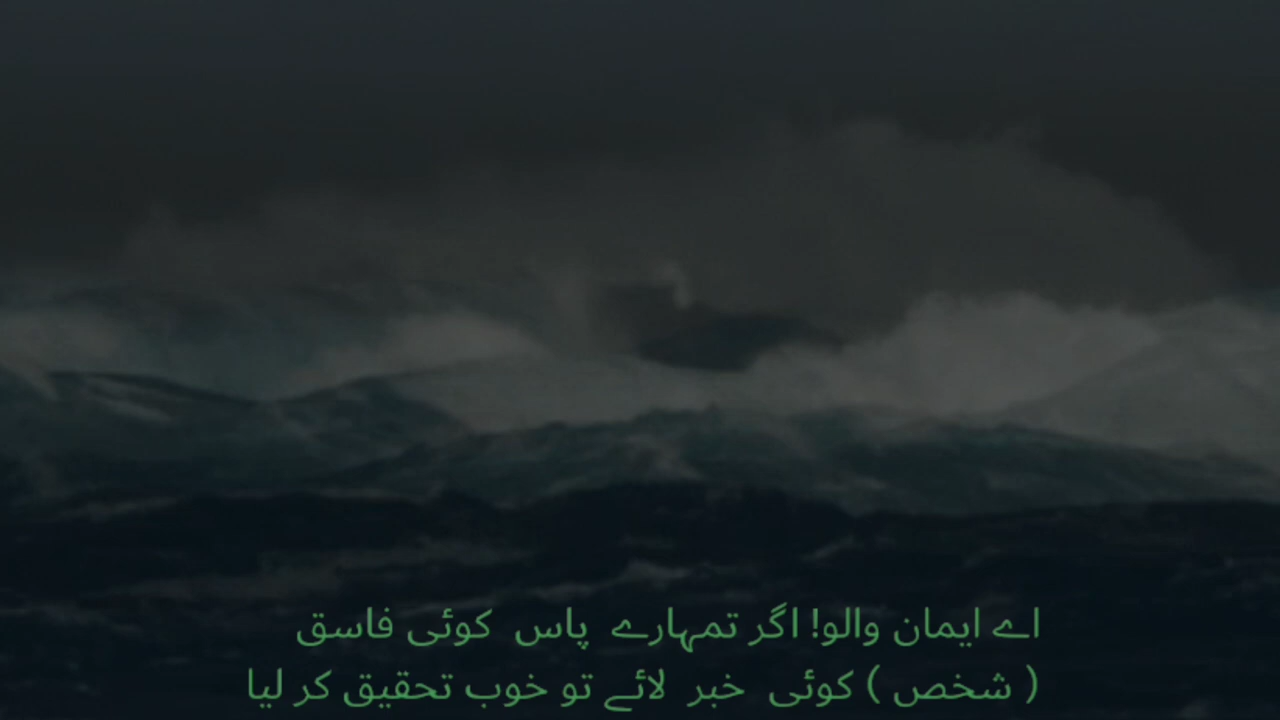 اے ایمان والو! اگر تمہارے پاس کوئی فاسق
( شخص ) کوئی خبر لائے تو خوب تحقیق کر لیا